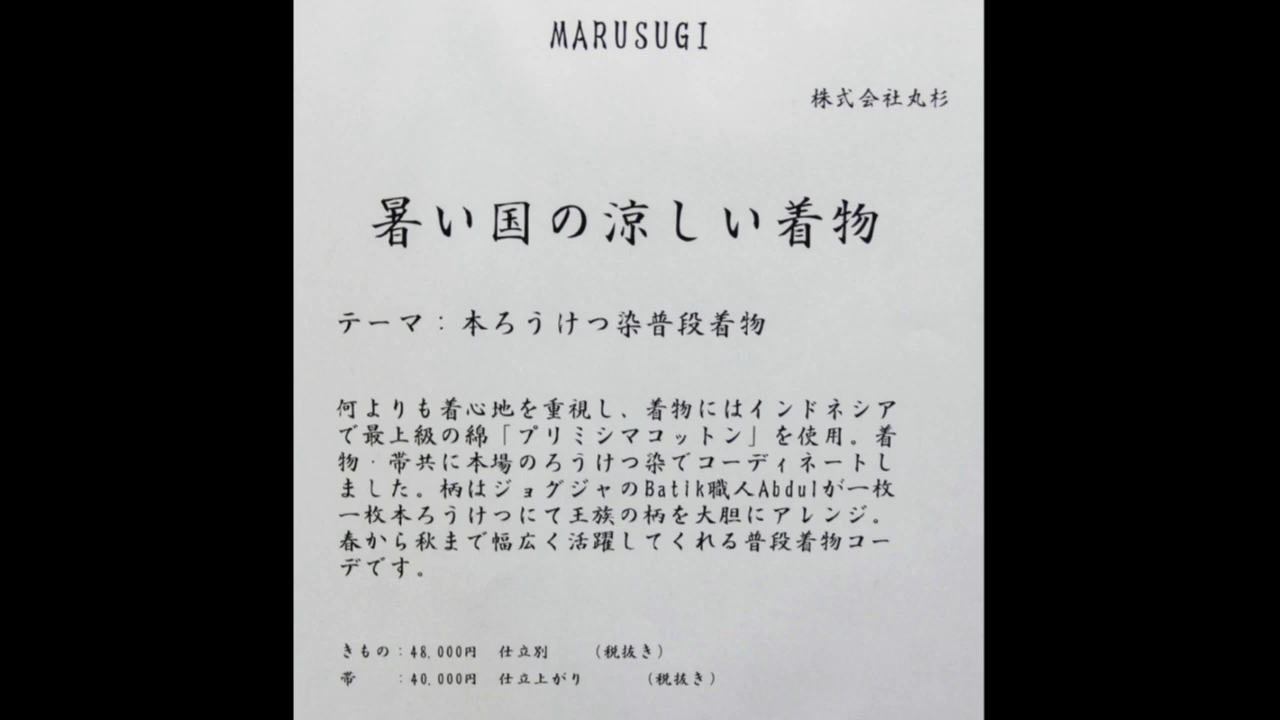 MARUSUGI
株式会社丸杉
暑い国の涼しい着物
テーマ：本ろうけつ染普段着物
何よりも着心地を重視し、着物にはインドネシア
で最上級の綿「プリミシマコットン」を使用。着
物・帯共に本場のろうけつ染でコーディネートし
ました。柄はジョグジャのBatik職人Abdulが一枚
一枚本ろうけつにて王族の柄を大胆にアレンジ。
春から秋まで幅広く活躍してくれる普段着物コー
デです。
きもの：48,000円　仕立別　　（税抜き）
帯　　：40,000円　仕立上がり　　　（税抜き）